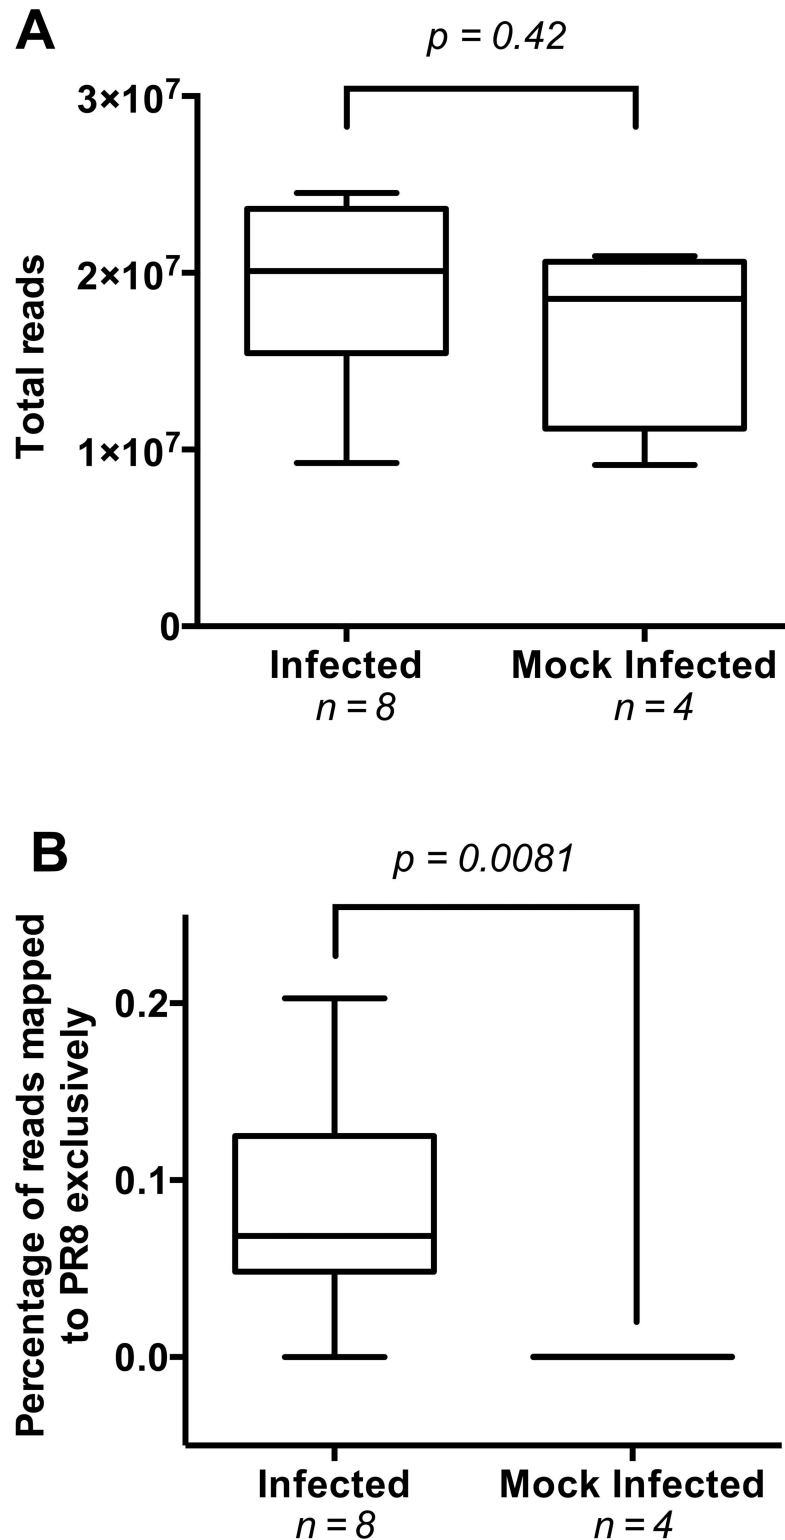 A
p = 0.42
3×10⁷
2×10⁷
1×10⁷
0
Total reads
Infected
Mock Infected
n = 8
n = 4
B
p = 0.0081
Percentage of reads mapped
to PR8 exclusively
0.2
0.1
0.0
Infected
Mock Infected
n = 8
n = 4